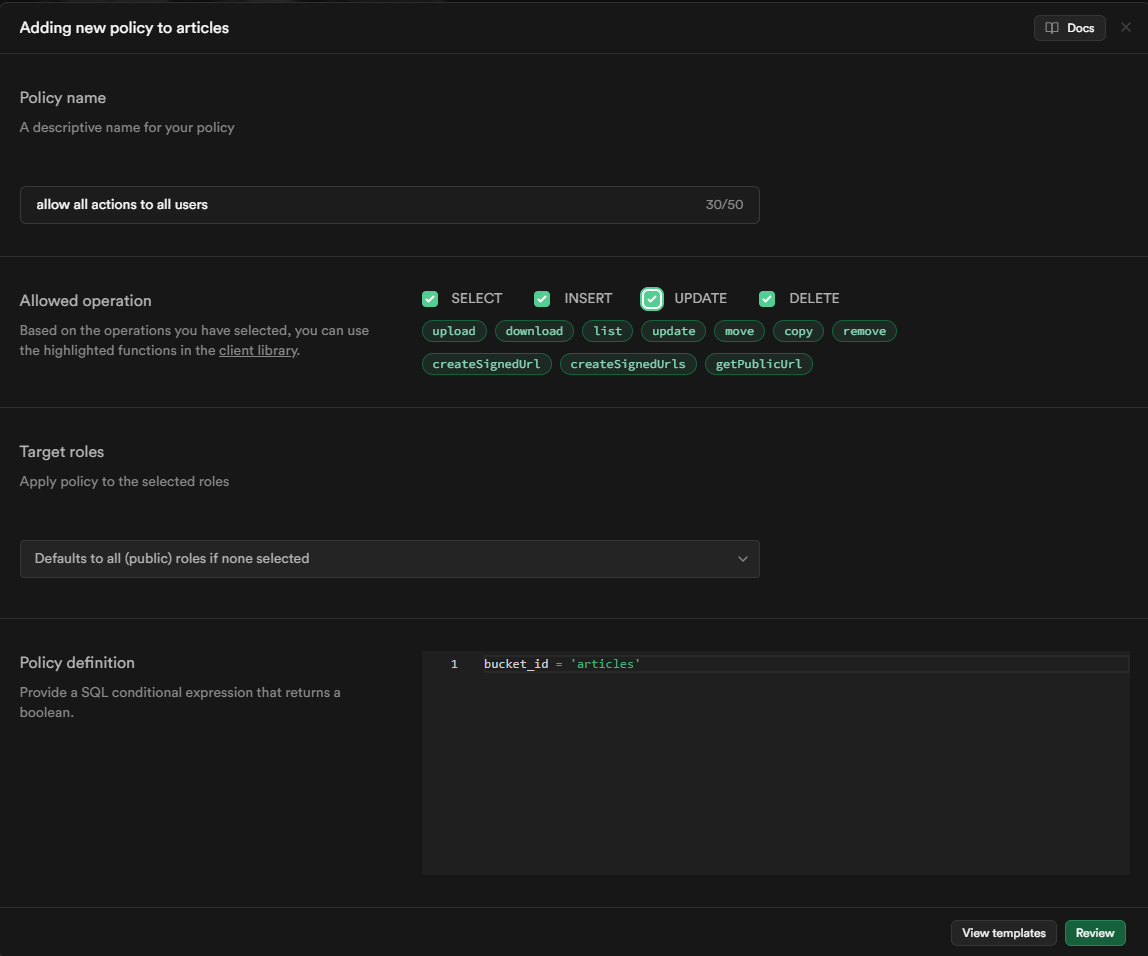 Adding new policy to articles
Docs
Policy name
A descriptive name for your policy
allow all actions to all users
30/50
Allowed operation
Based on the operations you have selected, you can use
the highlighted functions in the client library.
SELECT INSERT UPDATE DELETE
upload download list update move copy remove
createSignedUrl createSignedUrls getPublicUrl
Target roles
Apply policy to the selected roles
Defaults to all (public) roles if none selected
Policy definition
Provide a SQL conditional expression that returns a
boolean.
1 bucket_id = 'articles'
View templates Review